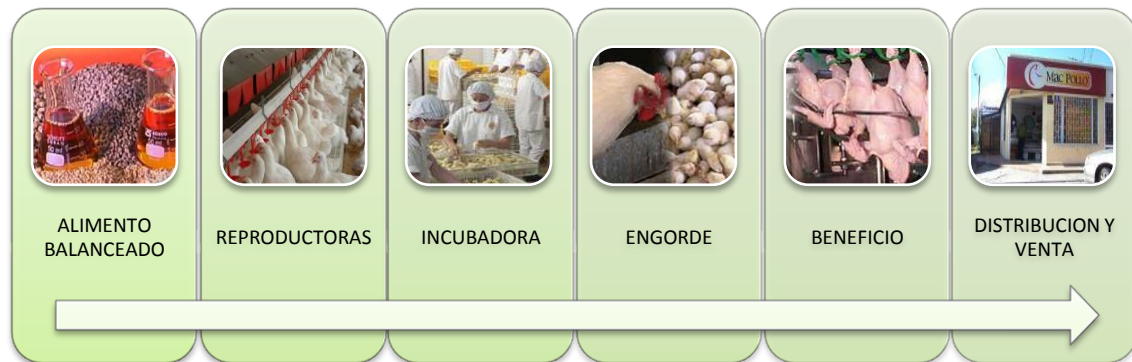 MAC POLLO
ALIMENTO
BALANCEADO
REPRODUCTORAS
INCUBADORA
ENGORDE
BENEFICIO
DISTRIBUCION Y
VENTA